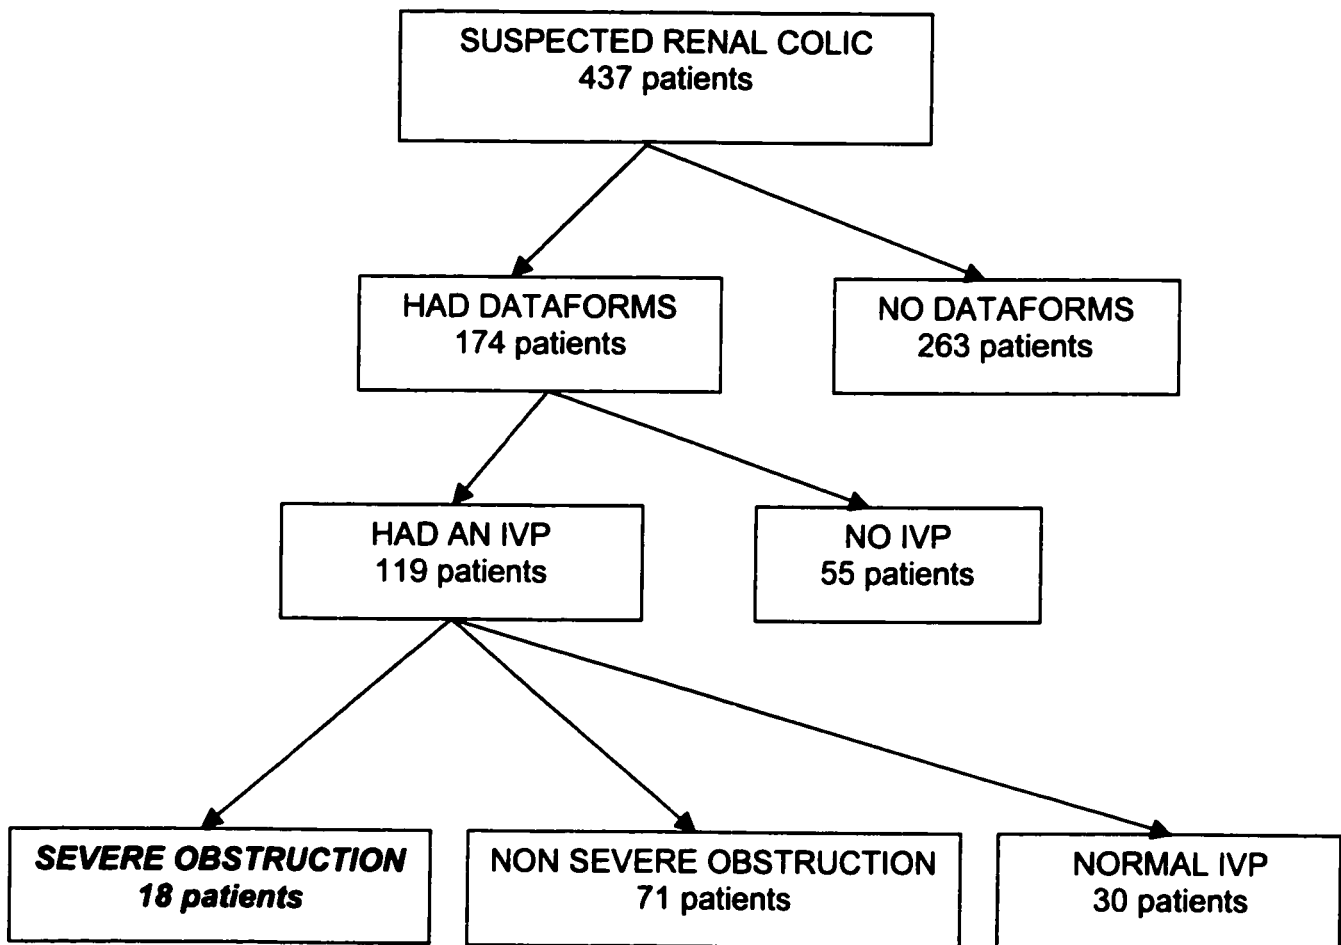 SUSPECTED RENAL COLIC
437 patients
HAD DATAFORMS
174 patients
NO DATAFORMS
263 patients
HAD AN IVP
119 patients
NO IVP
55 patients
SEVERE OBSTRUCTION
18 patients
NON SEVERE OBSTRUCTION
71 patients
NORMAL IVP
30 patients